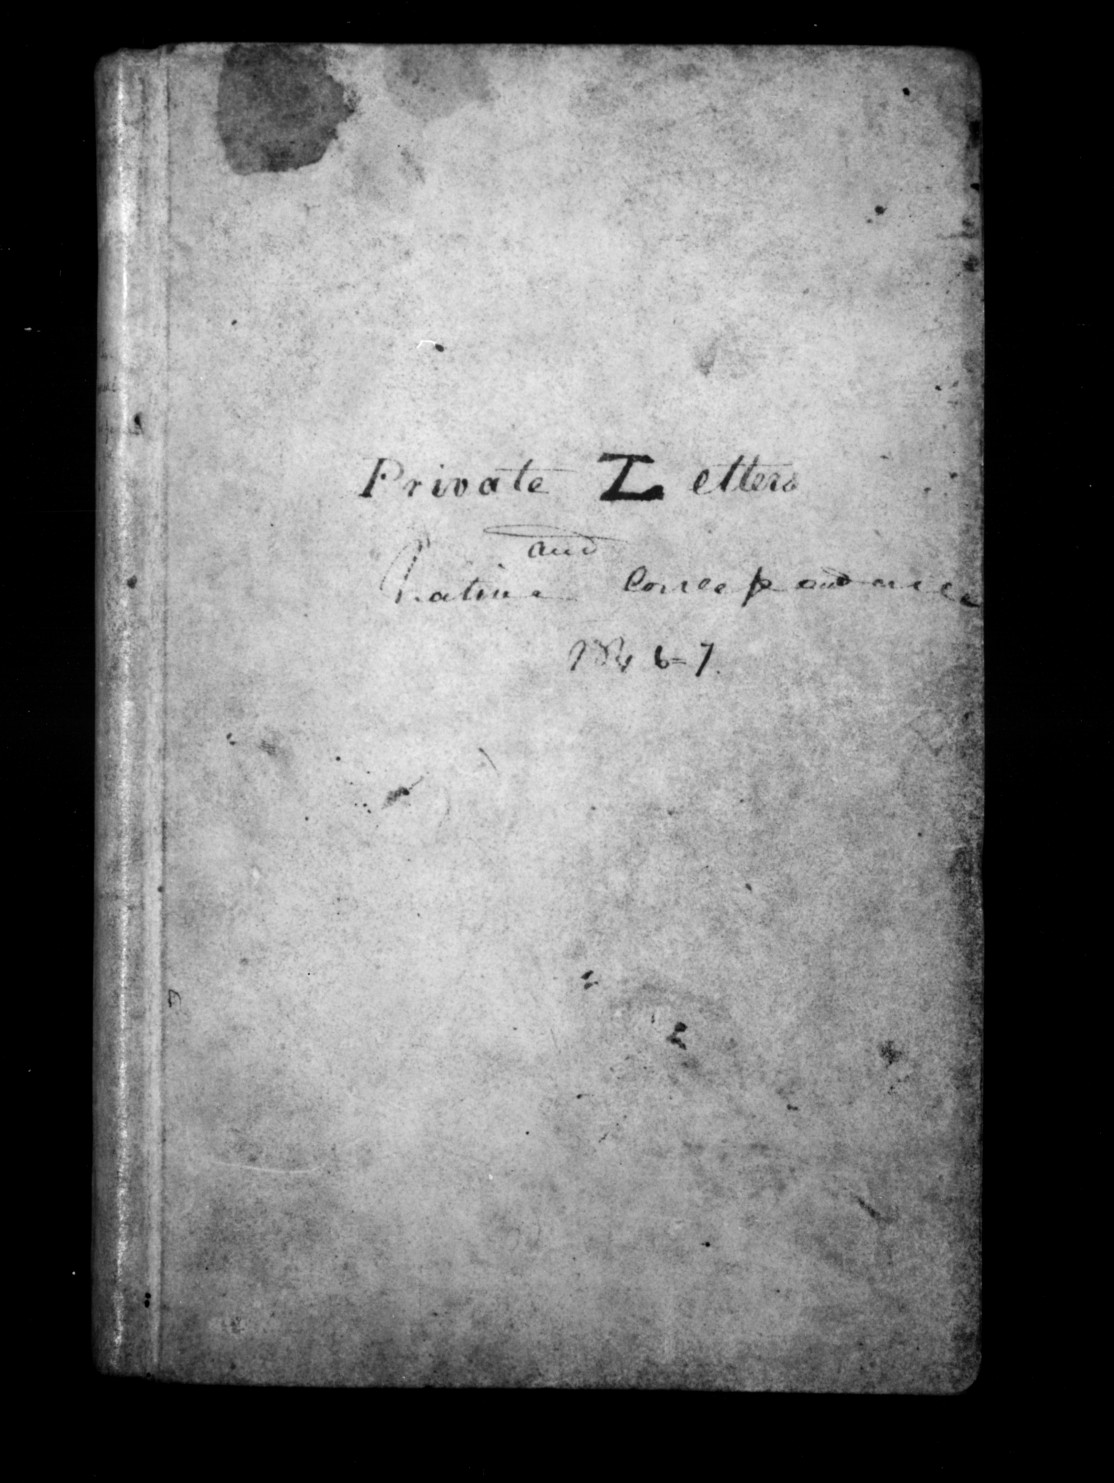 Private Letters
and
Native Correspondence
1846-7.